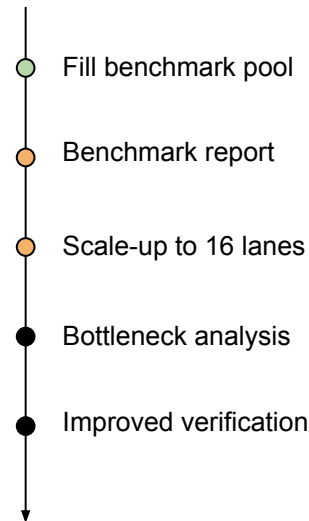 Fill benchmark pool
Benchmark report
Scale-up to 16 lanes
Bottleneck analysis
Improved verification